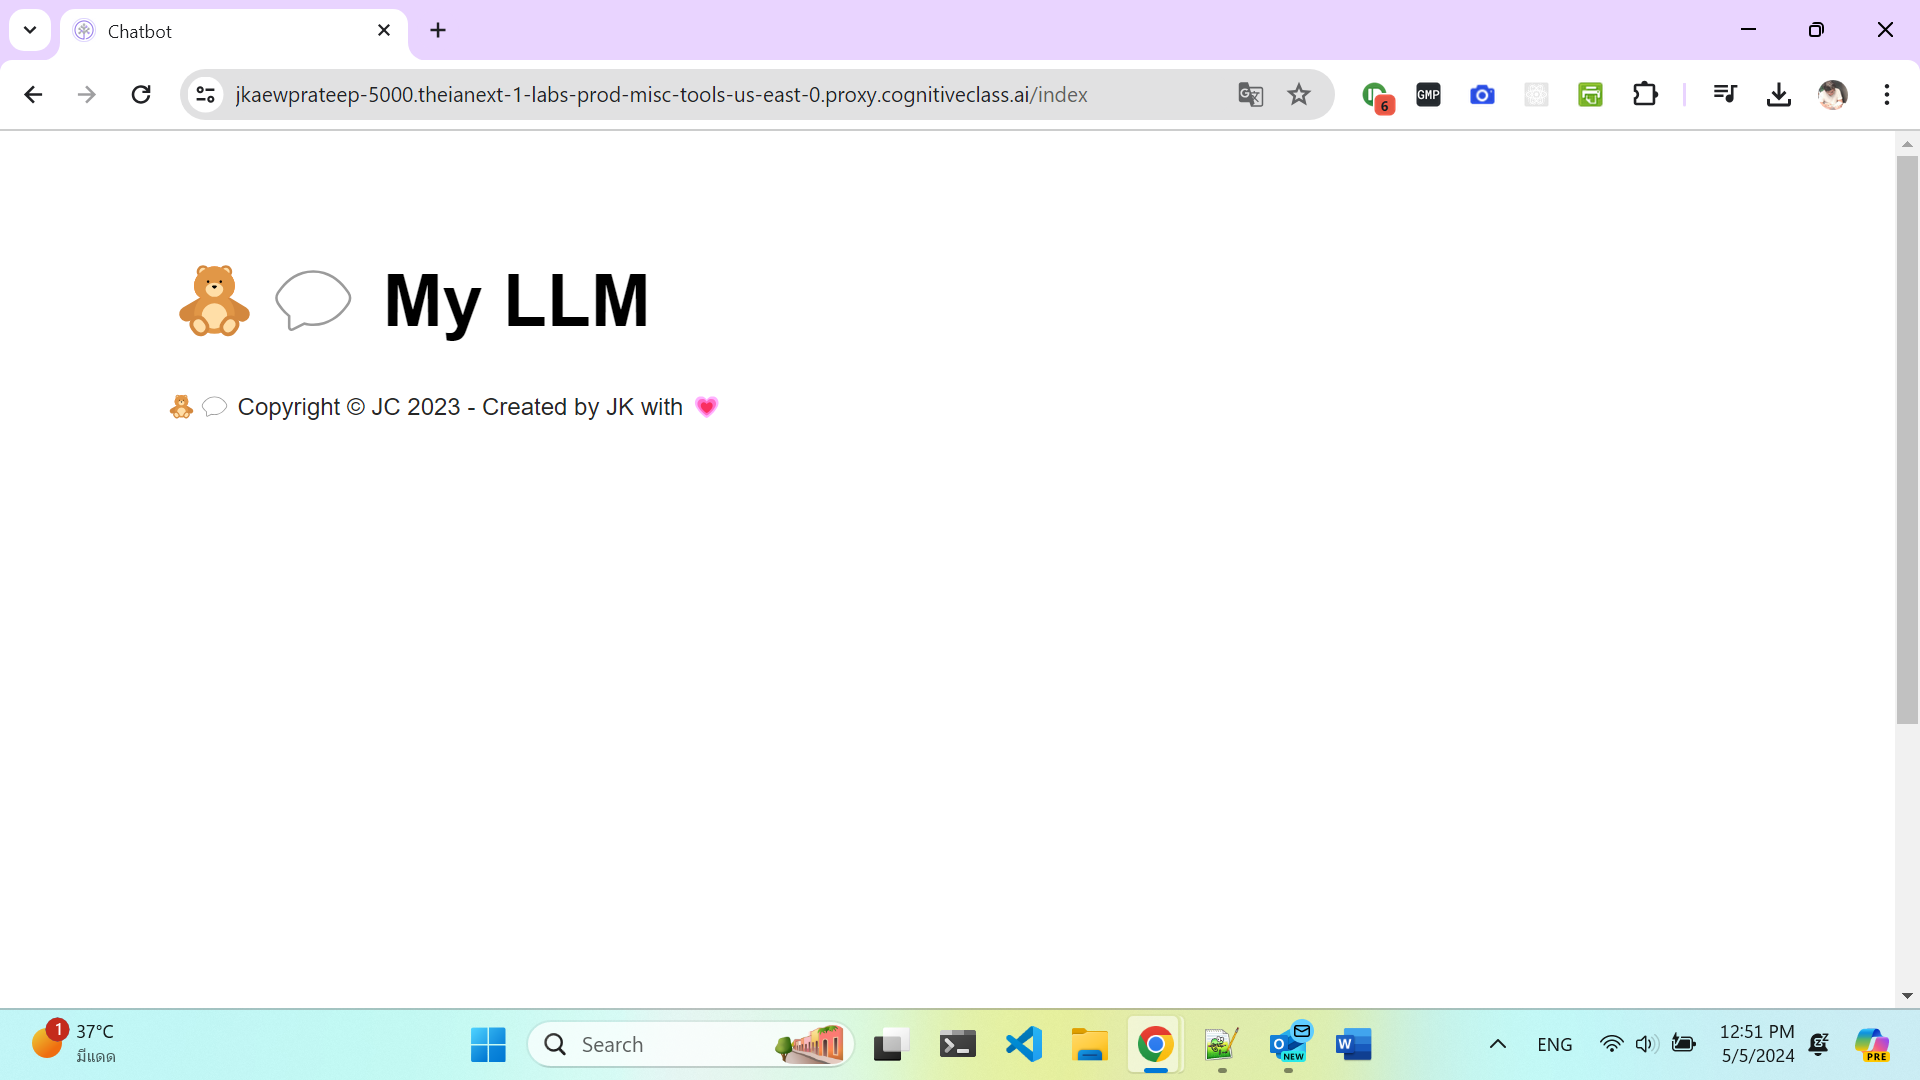 Chatbot
jkaewprateep-5000.theianext-1-labs-prod-misc-tools-us-east-0.proxy.cognitiveclass.ai/index
GMP
6
🧸 💬 My LLM
🧸 💬 Copyright © JC 2023 - Created by JK with 💗
1
37°C
มีแดด
Search
NEW
ENG
12:51 PM
5/5/2024
PRE